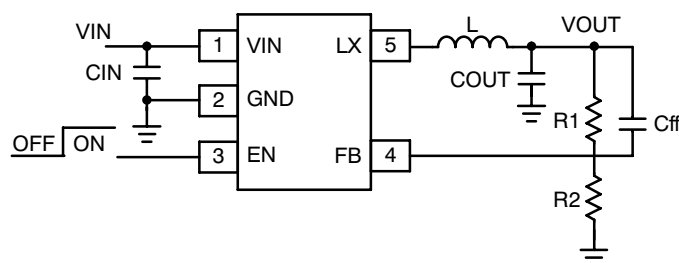 VIN 1 VIN LX 5 L VOUT
CIN COUT
2 GND
R1 Cff
OFF ON 3 EN FB 4
R2